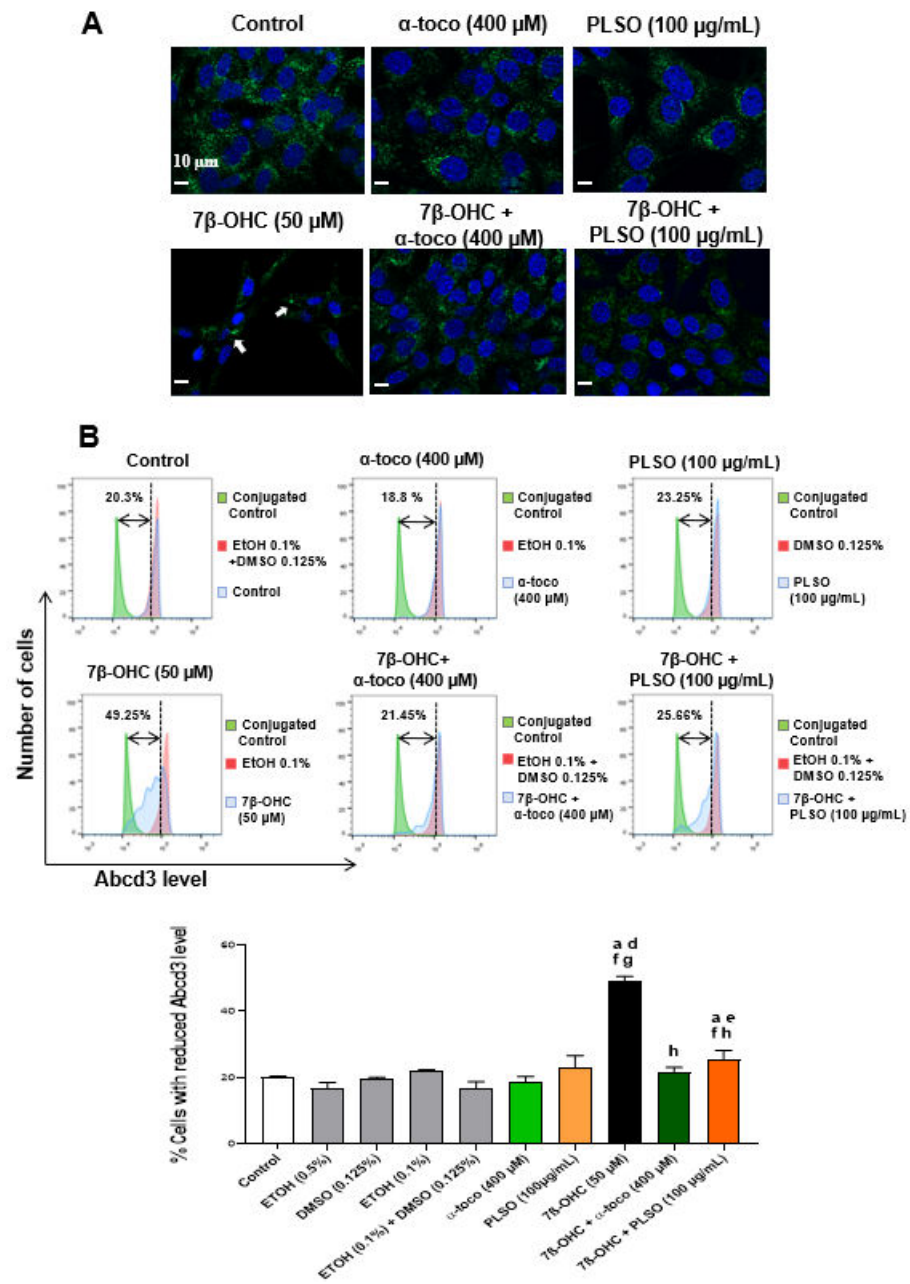 A
Control
α-toco (400 µM)
PLSO (100 µg/mL)
10 µm
7β-OHC (50 µM)
7β-OHC +
α-toco (400 µM)
7β-OHC +
PLSO (100 µg/mL)
B
Control
20.3%
Conjugated
Control
EtOH 0.1%
+DMSO 0.125%
Control
α-toco (400 µM)
18.8 %
Conjugated
Control
EtOH 0.1%
α-toco
(400 µM)
PLSO (100 µg/mL)
23.25%
Conjugated
Control
DMSO 0.125%
PLSO
(100 µg/mL)
7β-OHC (50 µM)
49.25%
Conjugated
Control
EtOH 0.1%
7β-OHC
(50 µM)
7β-OHC+
α-toco (400 µM)
21.45%
Conjugated
Control
EtOH 0.1% +
DMSO 0.125%
7β-OHC +
α-toco (400 µM)
7β-OHC +
PLSO (100 µg/mL)
25.66%
Conjugated
Control
EtOH 0.1% +
DMSO 0.125%
7β-OHC +
PLSO (100 µg/mL)
Number of cells
Abcd3 level
% Cells with reduced Abcd3 level
60
40
20
0
a d
f g
h
a e
f h
Control
ETOH (0.5%)
DMSO (0.125%)
ETOH (0.1%)
ETOH (0.1%) + DMSO (0.125%)
α-toco (400 µM)
PLSO (100µg/mL)
7ß-OHC (50 µM)
7ß-OHC + α-toco (400 µM)
7ß-OHC + PLSO (100 µg/mL)